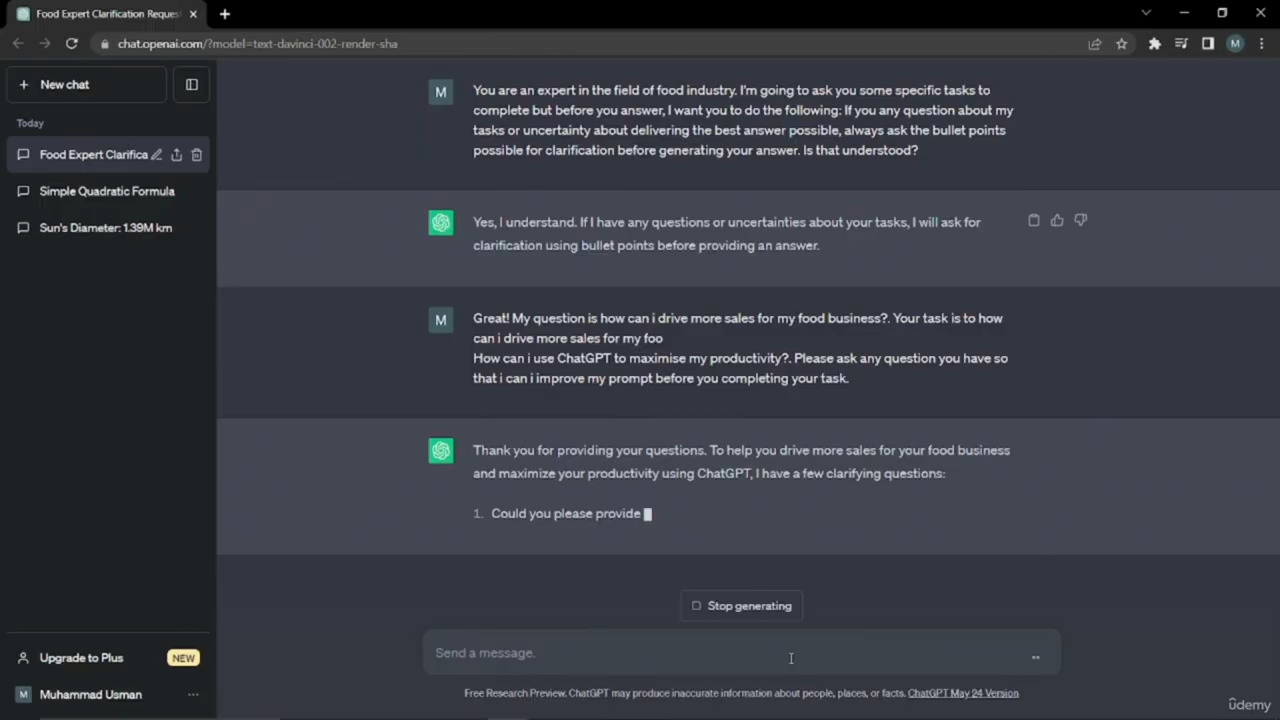 Food Expert Clarification Reques
chat.openai.com/?model=text-davinci-002-render-sha
M
New chat
Today
Food Expert Clarifica
Simple Quadratic Formula
Sun's Diameter: 1.39M km
M
You are an expert in the field of food industry. I'm going to ask you some specific tasks to
complete but before you answer, I want you to do the following: If you any question about my
tasks or uncertainty about delivering the best answer possible, always ask the bullet points
possible for clarification before generating your answer. Is that understood?
Yes, I understand. If I have any questions or uncertainties about your tasks, I will ask for
clarification using bullet points before providing an answer.
M
Great! My question is how can i drive more sales for my food business?. Your task is to how
can i drive more sales for my foo
How can i use ChatGPT to maximise my productivity?. Please ask any question you have so
that i can i improve my prompt before you completing your task.
Thank you for providing your questions. To help you drive more sales for your food business
and maximize your productivity using ChatGPT, I have a few clarifying questions:
1. Could you please provide
Stop generating
Send a message.
Free Research Preview. ChatGPT may produce inaccurate information about people, places, or facts. ChatGPT May 24 Version
Upgrade to Plus
NEW
M
Muhammad Usman
ûdemy